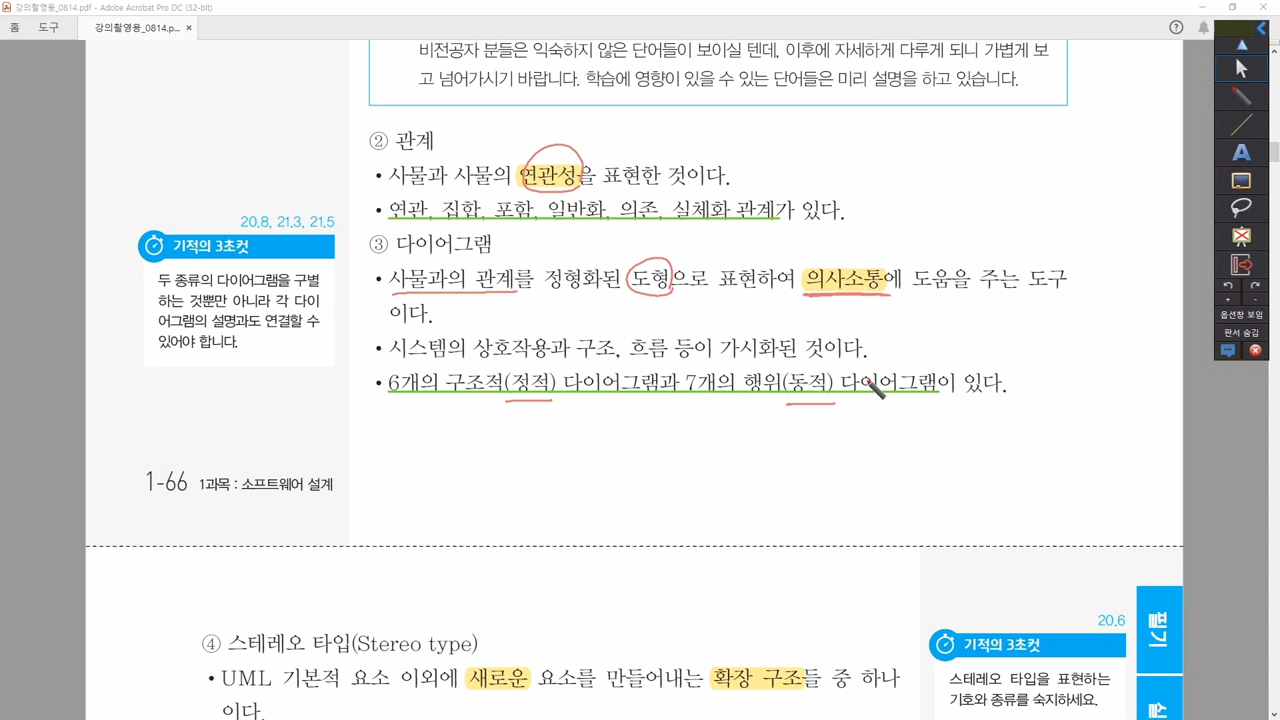 강의촬영용_0814.pdf - Adobe Acrobat Pro DC (32-bit)
홈 도구 강의촬영용_0814.p... ×
비전공자 분들은 익숙하지 않은 단어들이 보이실 텐데, 이후에 자세하게 다루게 되니 가볍게 보
고 넘어가시기 바랍니다. 학습에 영향이 있을 수 있는 단어들은 미리 설명을 하고 있습니다.
② 관계
• 사물과 사물의 연관성을 표현한 것이다.
• 연관, 집합, 포함, 일반화, 의존, 실체화 관계가 있다.
20.8, 21.3, 21.5
기적의 3초컷
두 종류의 다이어그램을 구별
하는 것뿐만 아니라 각 다이
어그램의 설명과도 연결할 수
있어야 합니다.
③ 다이어그램
• 사물과의 관계를 정형화된 도형으로 표현하여 의사소통에 도움을 주는 도구
이다.
• 시스템의 상호작용과 구조, 흐름 등이 가시화된 것이다.
• 6개의 구조적(정적) 다이어그램과 7개의 행위(동적) 다이어그램이 있다.
1-66 1과목 : 소프트웨어 설계
④ 스테레오 타입(Stereo type)
• UML 기본적 요소 이외에 새로운 요소를 만들어내는 확장 구조들 중 하나
이다.
20.6
기적의 3초컷
스테레오 타입을 표현하는
기호와 종류를 숙지하세요.
필기
실
A
+ -
옵션창 보임
판서 숨김